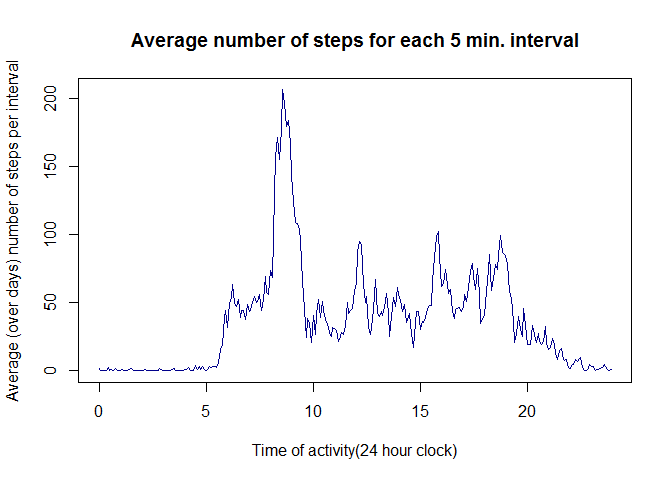 Average number of steps for each 5 min. interval
Average (over days) number of steps per interval
200
150
100
50
0
0 5 10 15 20
Time of activity(24 hour clock)